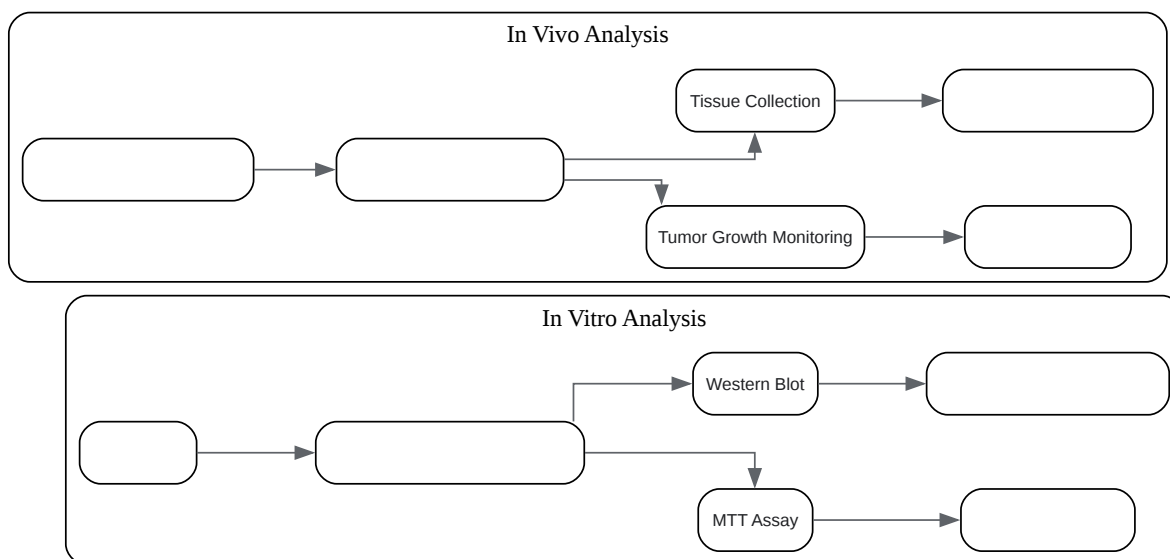 In Vivo Analysis
Tissue Collection
Tumor Growth Monitoring
In Vitro Analysis
Western Blot
MTT Assay